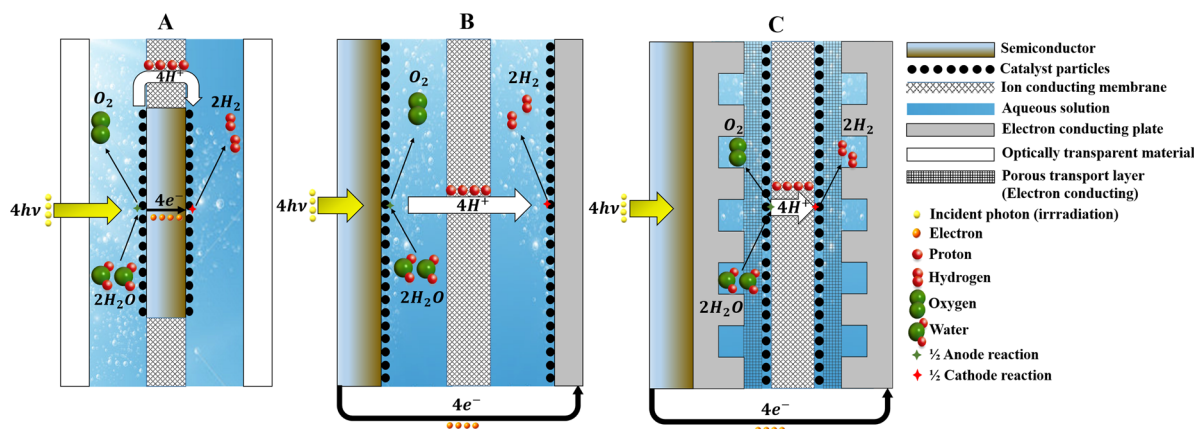 A
4H⁺
O₂
2H₂
4hν
4e⁻
2H₂O
B
O₂
2H₂
4hν
4H⁺
2H₂O
4e⁻
C
O₂
2H₂
4hν
4H⁺
2H₂O
4e⁻
Semiconductor
Catalyst particles
Ion conducting membrane
Aqueous solution
Electron conducting plate
Optically transparent material
Porous transport layer
(Electron conducting)
Incident photon (irrradiation)
Electron
Proton
Hydrogen
Oxygen
Water
½ Anode reaction
½ Cathode reaction